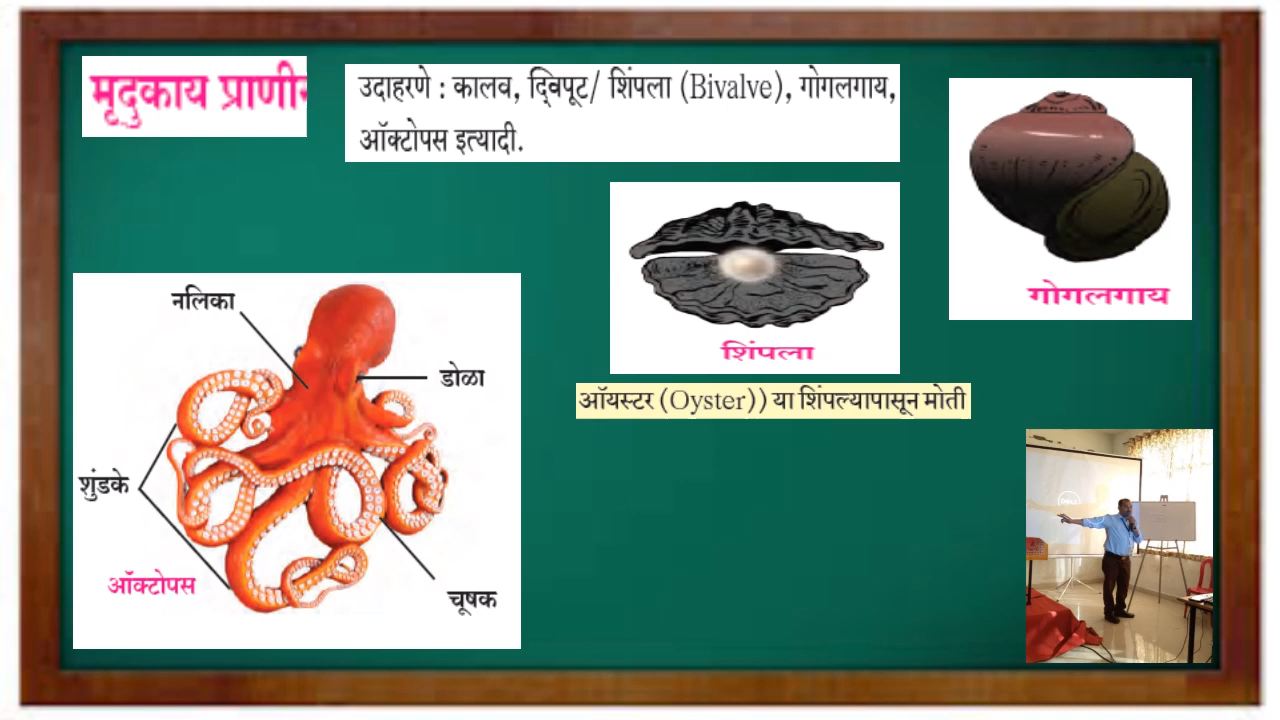 मृदुकाय
उदाहरणे : कालव, द्विपूट/ शिंपला (Bivalve), गोगलगाय,
ऑक्टोपस इत्यादी.
गोगलगाय
शिंपला
ऑयस्टर (Oyster)) या शिंपल्यापासून मोती
नलिका
डोळा
शुंडके
ऑक्टोपस
चूषक
DELL